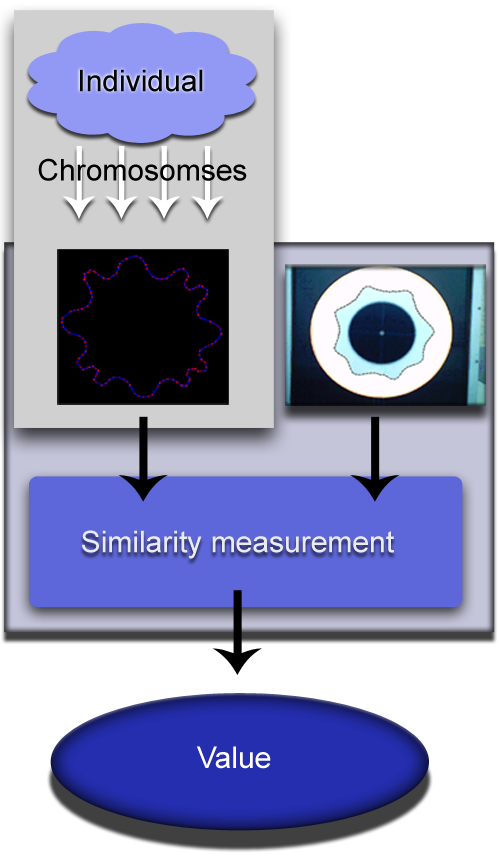 Individual
Chromosomses
Similarity measurement
Value